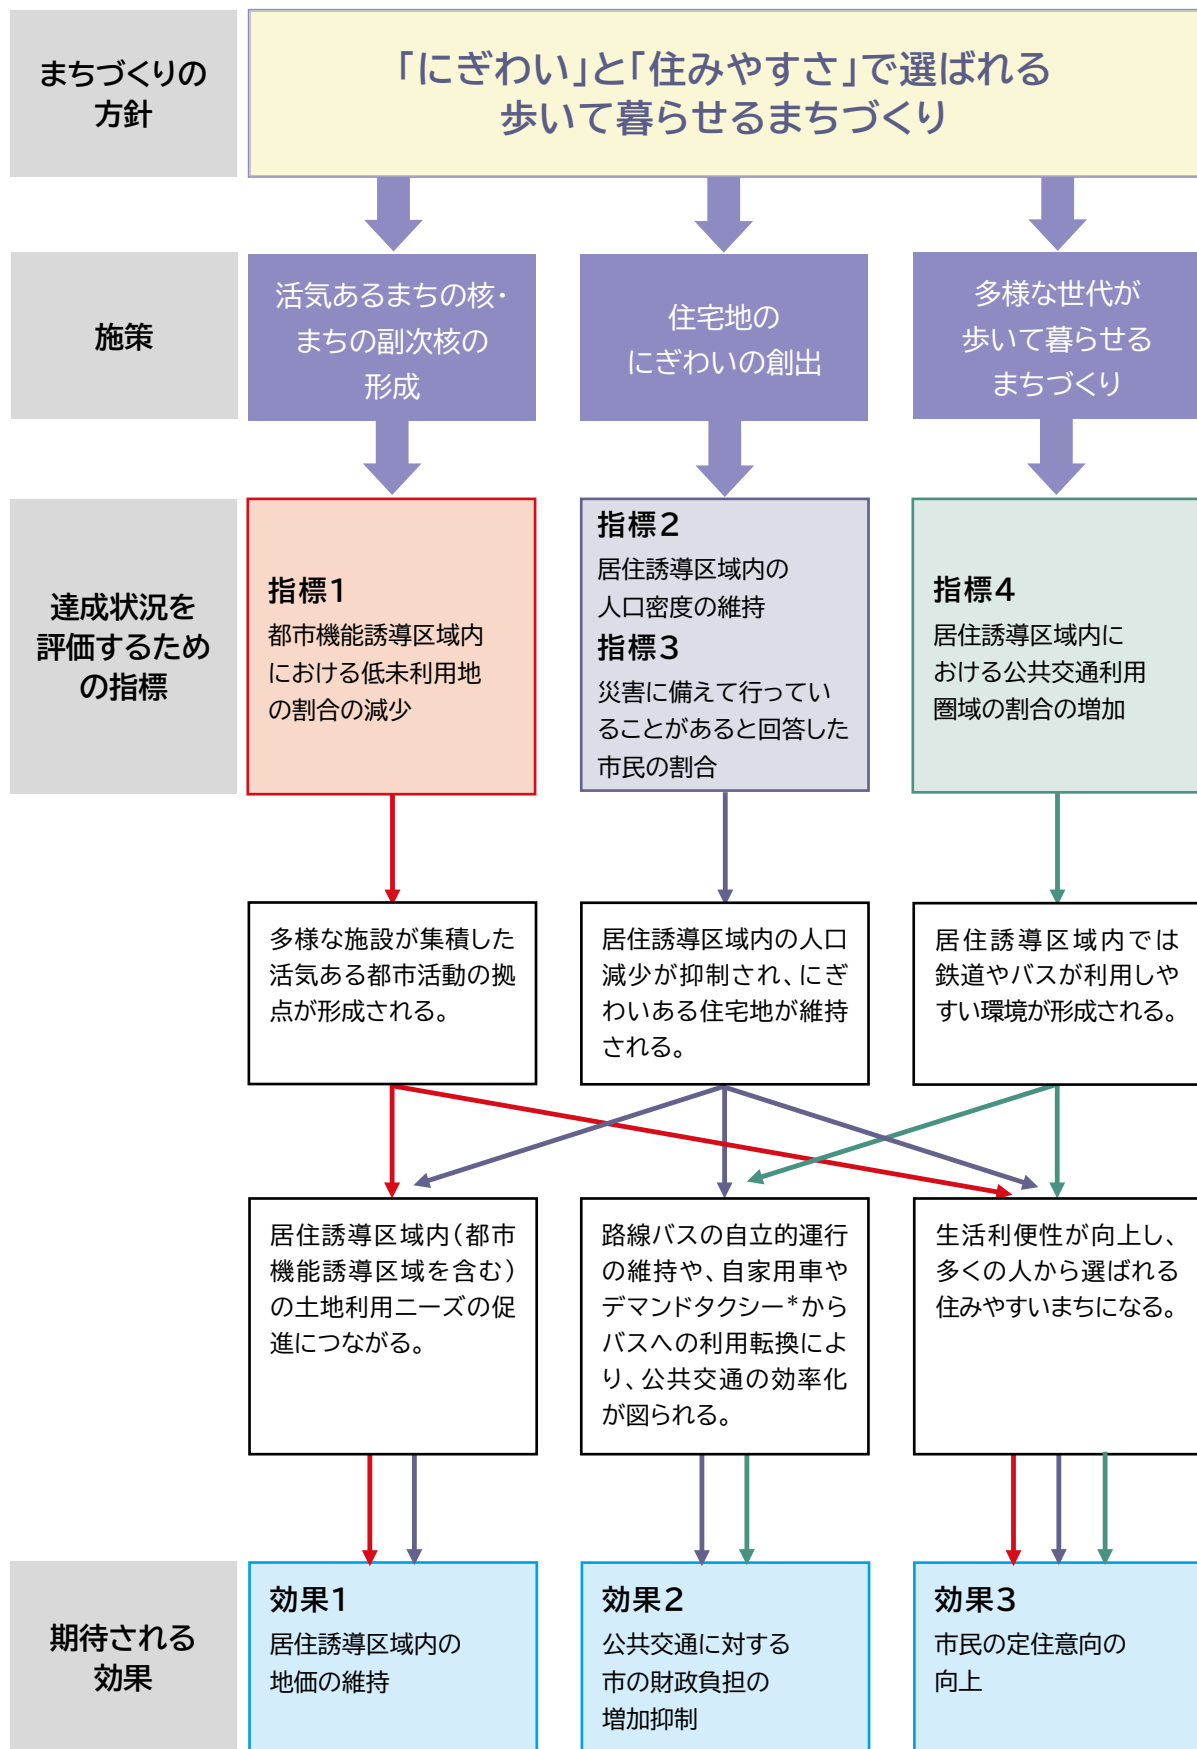 まちづくりの
方針
「にぎわい」と「住みやすさ」で選ばれる
歩いて暮らせるまちづくり
施策
活気あるまちの核・
まちの副次核の
形成
住宅地の
にぎわいの創出
多様な世代が
歩いて暮らせる
まちづくり
達成状況を
評価するため
の指標
指標1
都市機能誘導区域内
における低未利用地
の割合の減少
指標2
居住誘導区域内の
人口密度の維持
指標3
災害に備えて行ってい
ることがあると回答した
市民の割合
指標4
居住誘導区域内に
おける公共交通利用
圏域の割合の増加
多様な施設が集積した
活気ある都市活動の拠
点が形成される。
居住誘導区域内の人口
減少が抑制され、にぎ
わいある住宅地が維持
される。
居住誘導区域内では
鉄道やバスが利用しや
すい環境が形成される。
居住誘導区域内(都市
機能誘導区域を含む)
の土地利用ニーズの促
進につながる。
路線バスの自立的運行
の維持や、自家用車や
デマンドタクシー*から
バスへの利用転換によ
り、公共交通の効率化
が図られる。
生活利便性が向上し、
多くの人から選ばれる
住みやすいまちになる。
期待される
効果
効果1
居住誘導区域内の
地価の維持
効果2
公共交通に対する
市の財政負担の
増加抑制
効果3
市民の定住意向の
向上